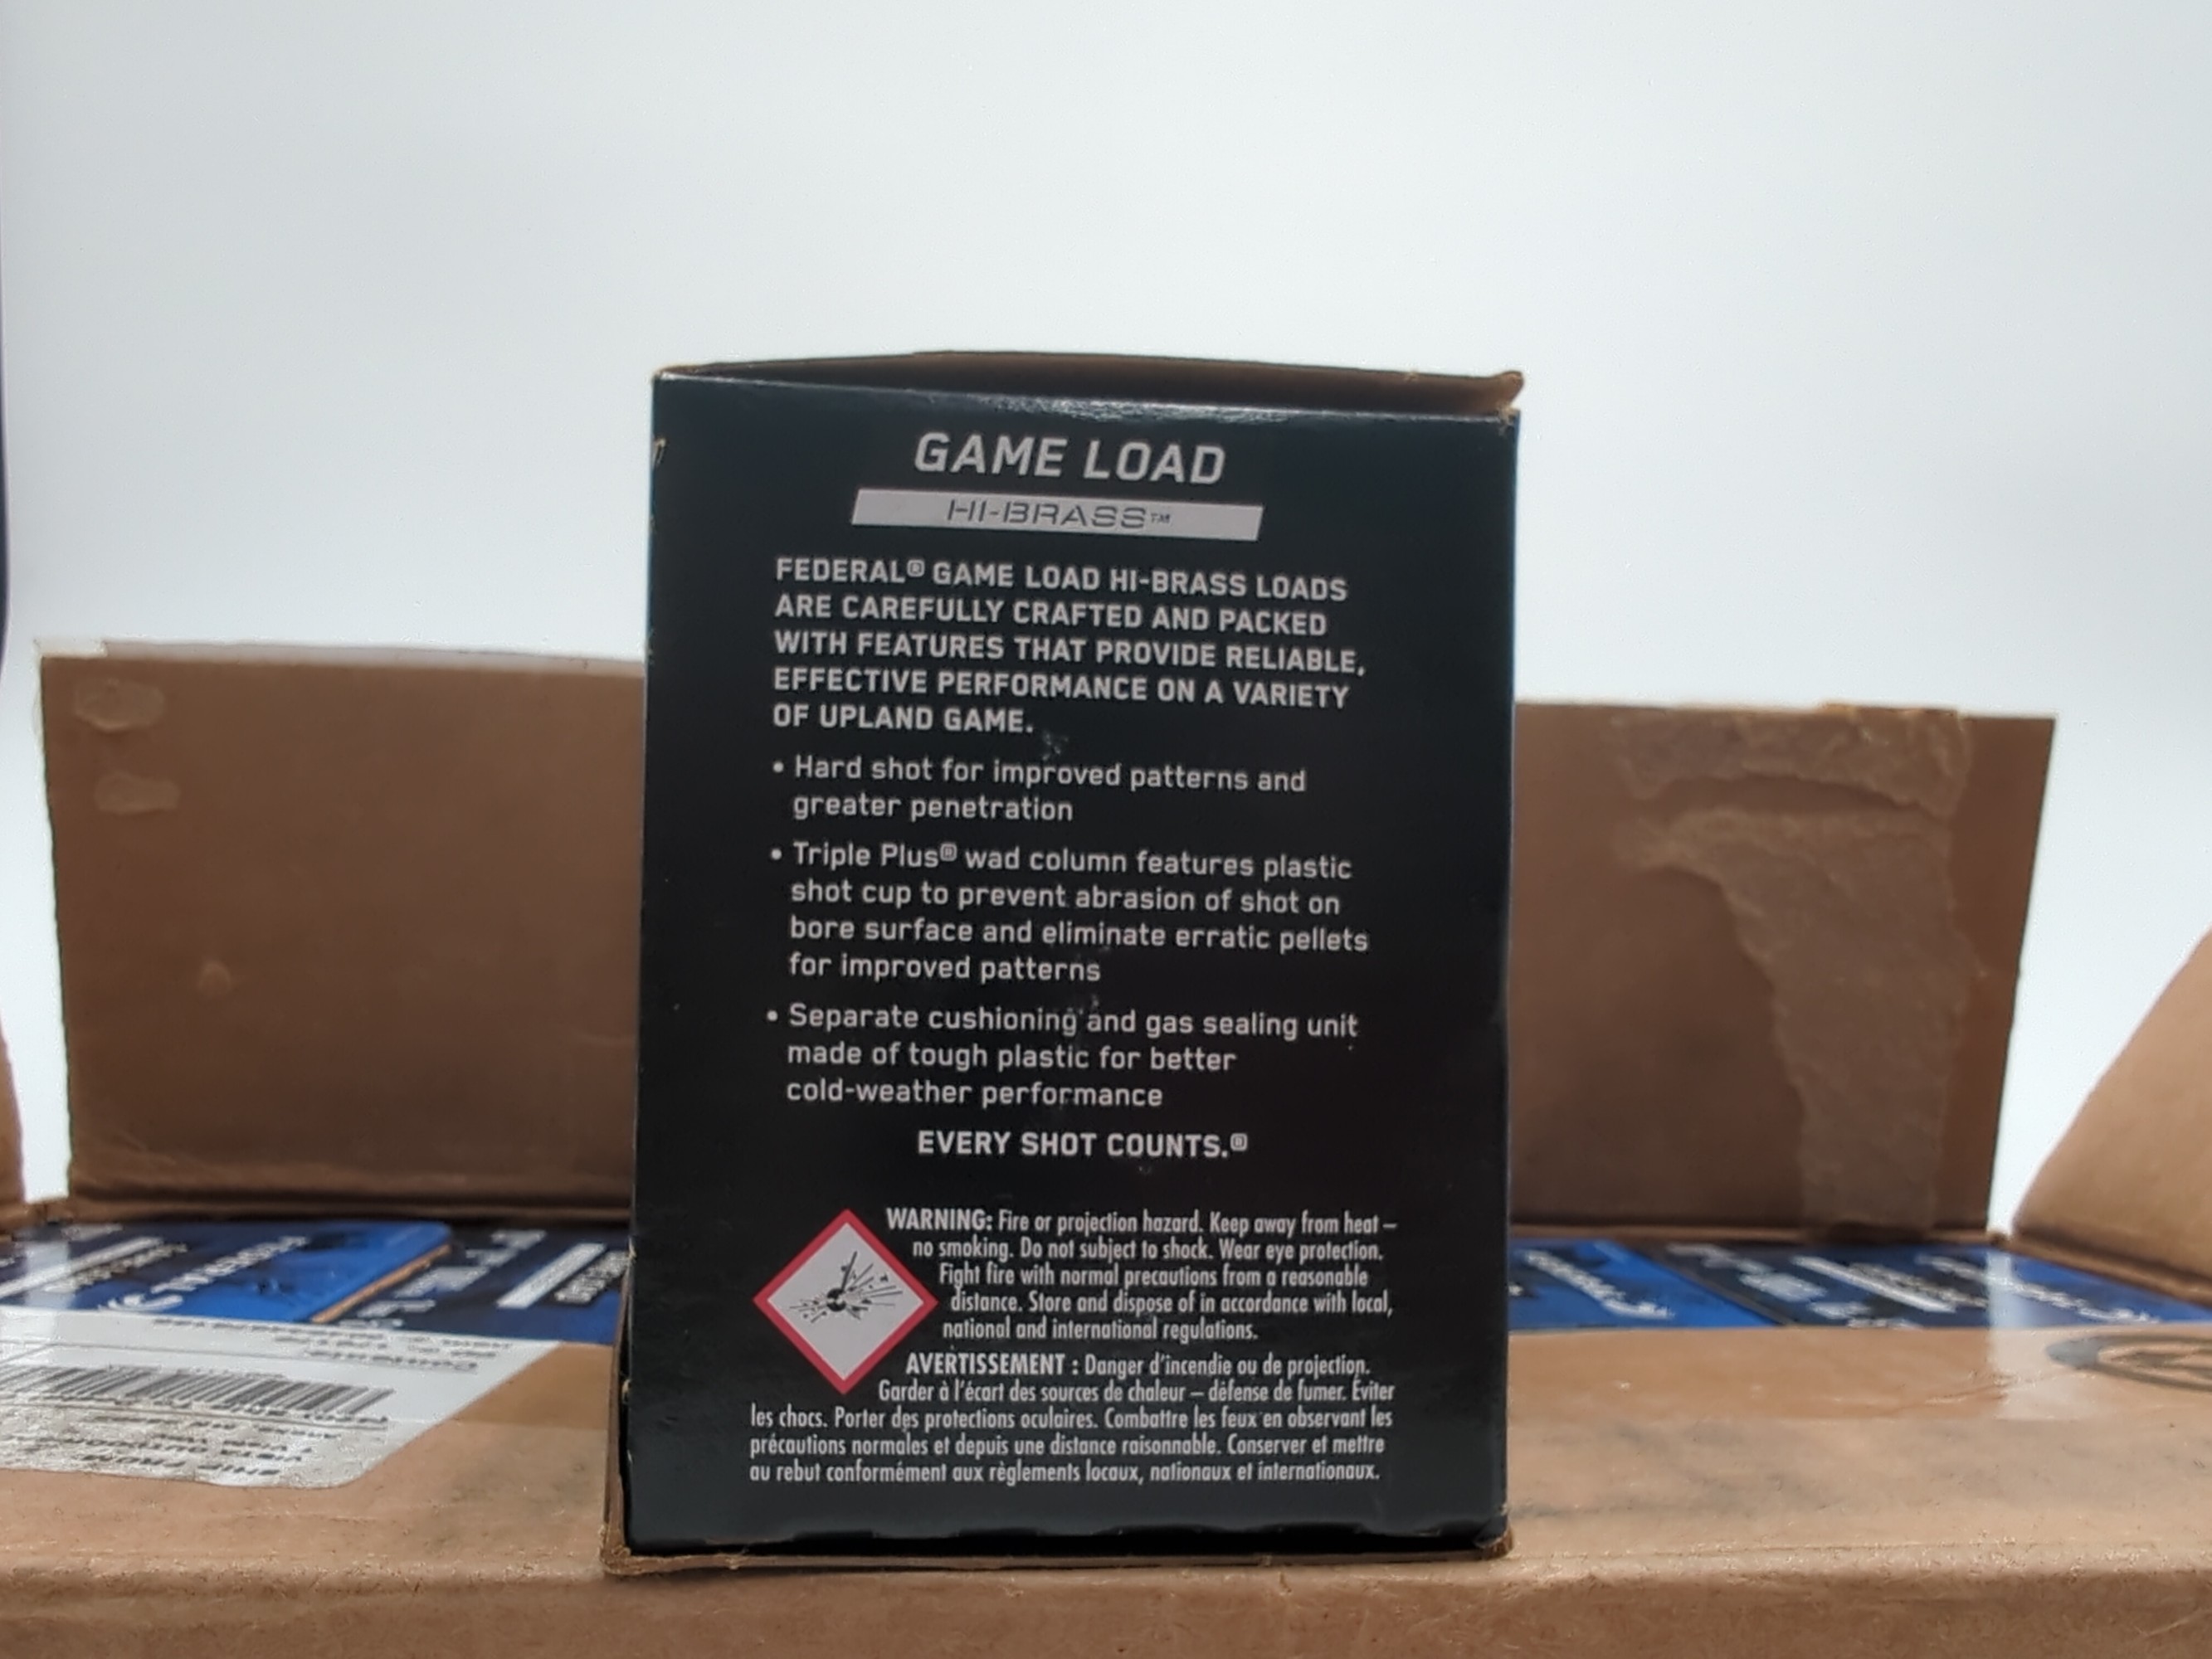 GAME LOAD
HI-BRASS™
FEDERAL® GAME LOAD HI-BRASS LOADS
ARE CAREFULLY CRAFTED AND PACKED
WITH FEATURES THAT PROVIDE RELIABLE,
EFFECTIVE PERFORMANCE ON A VARIETY
OF UPLAND GAME.
• Hard shot for improved patterns and
greater penetration
• Triple Plus® wad column features plastic
shot cup to prevent abrasion of shot on
bore surface and eliminate erratic pellets
for improved patterns
• Separate cushioning and gas sealing unit
made of tough plastic for better
cold-weather performance
EVERY SHOT COUNTS.®
WARNING: Fire or projection hazard. Keep away from heat –
no smoking. Do not subject to shock. Wear eye protection.
Fight fire with normal precautions from a reasonable
distance. Store and dispose of in accordance with local,
national and international regulations.
AVERTISSEMENT : Danger d'incendie ou de projection.
Garder à l'écart des sources de chaleur – défense de fumer. Éviter
les chocs. Porter des protections oculaires. Combattre les feux en observant les
précautions normales et depuis une distance raisonnable. Conserver et mettre
au rebut conformément aux règlements locaux, nationaux et internationaux.
SHIP FROM: